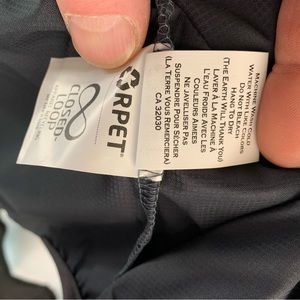 MACHINE WASH COLD
WATER WITH LIKE COLORS
DO NOT BLEACH
HANG TO DRY
(THE EARTH WILL THANK YOU)
LAVER À LA MACHINE À
L'EAU FROIDE AVEC LES
COULEURS AIMEES
NE JAVELLISER PAS
SUSPENDRE POUR SÉCHER
(LA TERRE VOUS REMERCIERA)
CA 32030
RPET
CLOSED
LOOP